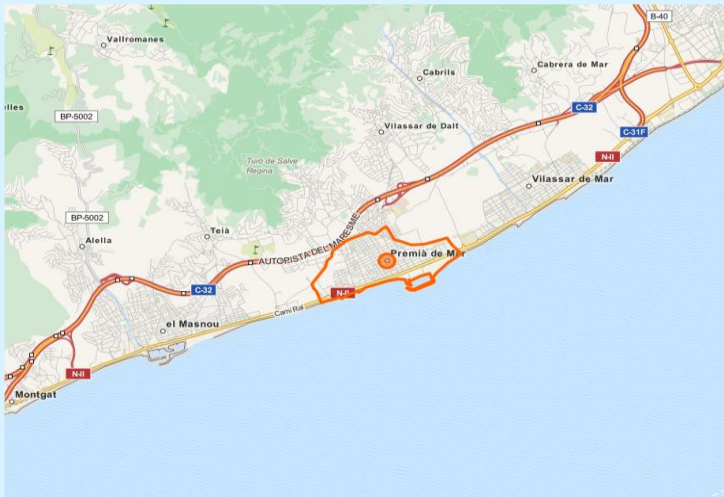 B-40
Vallromanes
Cabrera de Mar
Cabrils
elles
C-32
BP-5002
Vilassar de Dalt
C-31F
N-II
Turó de Salve
Regina
Vilassar de Mar
BP-5002
Teià
Alella
AUTOPISTA DEL MARESME
Premià de Mar
C-32
N-II
Camí Ral
el Masnou
N-II
Montgat